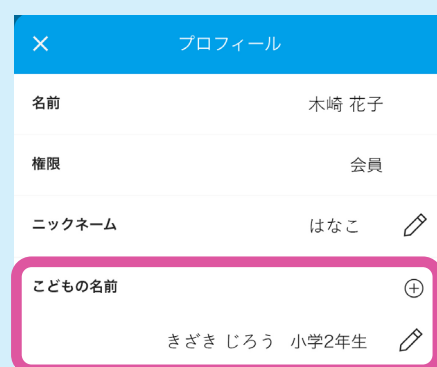 プロフィール
名前 木崎 花子
権限 会員
ニックネーム はなこ
こどもの名前
きざき じろう 小学2年生